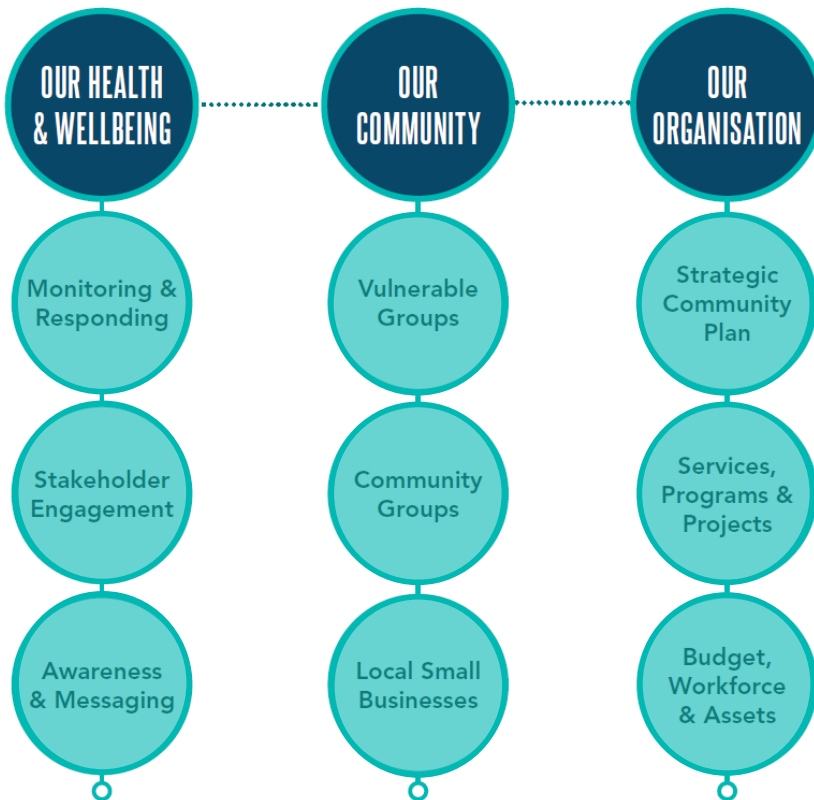 OUR HEALTH
& WELLBEING
OUR
COMMUNITY
OUR
ORGANISATION
Monitoring &
Responding
Vulnerable
Groups
Strategic
Community
Plan
Stakeholder
Engagement
Community
Groups
Services,
Programs &
Projects
Awareness
& Messaging
Local Small
Businesses
Budget,
Workforce
& Assets